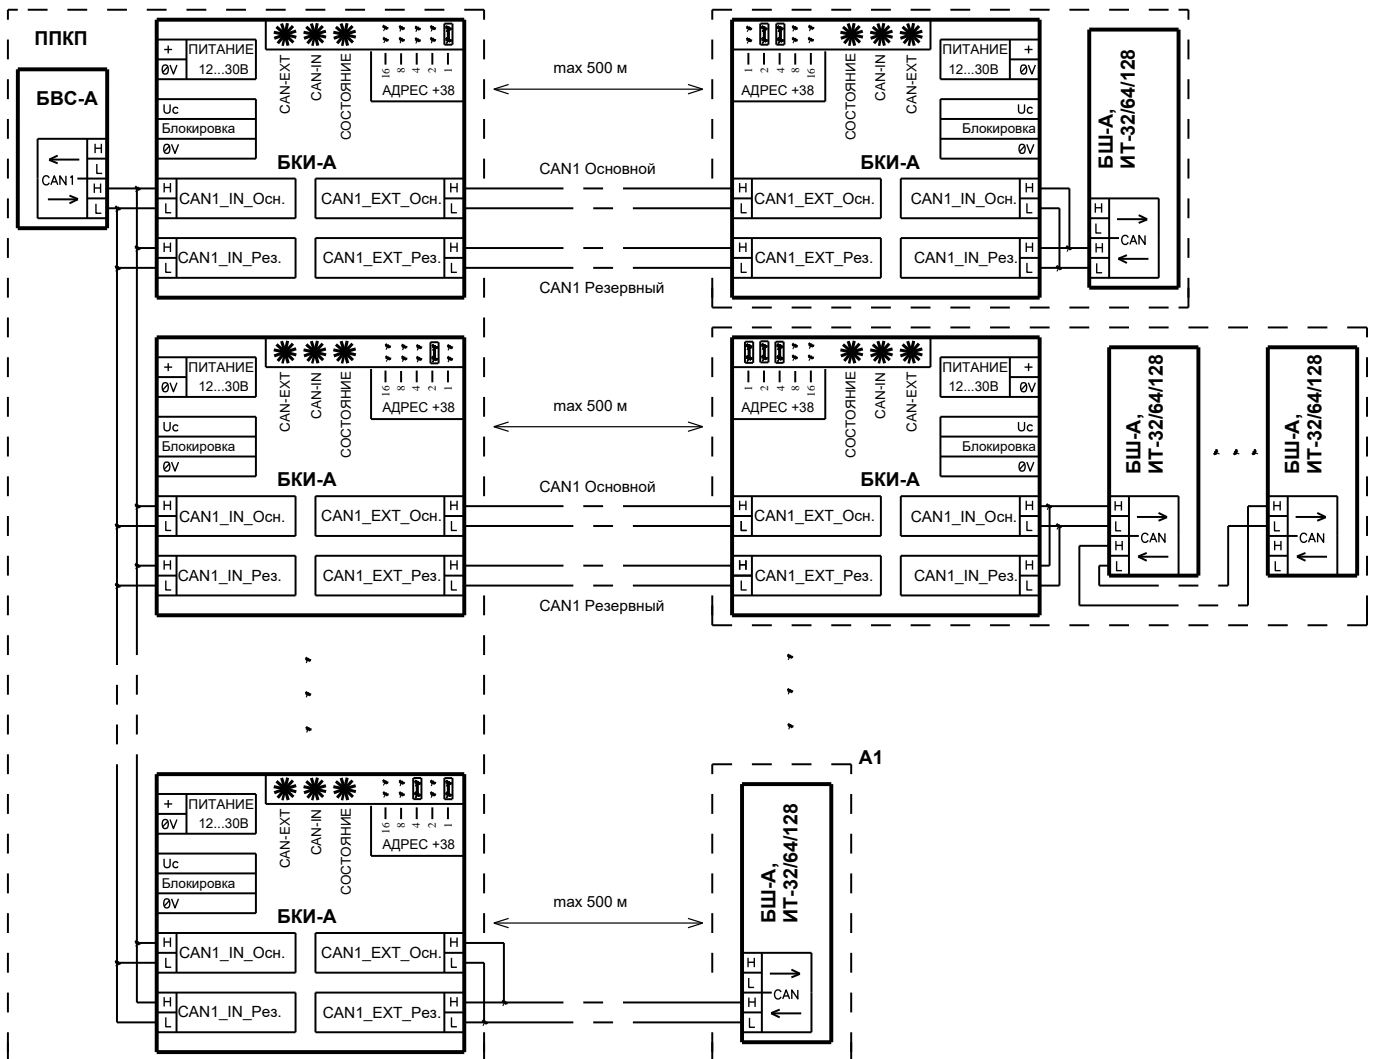 ППКП
БВС-А
H
L
CAN1
H
L
+ ПИТАНИЕ
0V 12...30В
CAN-EXT
CAN-IN
СОСТОЯНИЕ
16 8 4 2 1
АДРЕС +38
Uc
Блокировка
0V
БКИ-А
H CAN1_IN_Осн.
L
CAN1_EXT_Осн. H
L
H CAN1_IN_Рез.
L
CAN1_EXT_Рез. H
L
max 500 м
CAN1 Основной
CAN1 Резервный
1 2 4 8 16
АДРЕС +38
СОСТОЯНИЕ
CAN-IN
CAN-EXT
ПИТАНИЕ +
12...30В 0V
Uc
Блокировка
0V
БКИ-А
H CAN1_EXT_Осн.
L
CAN1_IN_Осн. H
L
H CAN1_EXT_Рез.
L
CAN1_IN_Рез. H
L
БШ-А,
ИТ-32/64/128
H
L
CAN
H
L
+ ПИТАНИЕ
0V 12...30В
CAN-EXT
CAN-IN
СОСТОЯНИЕ
16 8 4 2 1
АДРЕС +38
Uc
Блокировка
0V
БКИ-А
H CAN1_IN_Осн.
L
CAN1_EXT_Осн. H
L
H CAN1_IN_Рез.
L
CAN1_EXT_Рез. H
L
max 500 м
CAN1 Основной
CAN1 Резервный
1 2 4 8 16
АДРЕС +38
СОСТОЯНИЕ
CAN-IN
CAN-EXT
ПИТАНИЕ +
12...30В 0V
Uc
Блокировка
0V
БКИ-А
H CAN1_EXT_Осн.
L
CAN1_IN_Осн. H
L
H CAN1_EXT_Рез.
L
CAN1_IN_Рез. H
L
БШ-А,
ИТ-32/64/128
H
L
CAN
H
L
БШ-А,
ИТ-32/64/128
H
L
CAN
H
L
+ ПИТАНИЕ
0V 12...30В
CAN-EXT
CAN-IN
СОСТОЯНИЕ
16 8 4 2 1
АДРЕС +38
Uc
Блокировка
0V
БКИ-А
H CAN1_IN_Осн.
L
CAN1_EXT_Осн. H
L
H CAN1_IN_Рез.
L
CAN1_EXT_Рез. H
L
max 500 м
А1
БШ-А,
ИТ-32/64/128
H
L
CAN
H
L